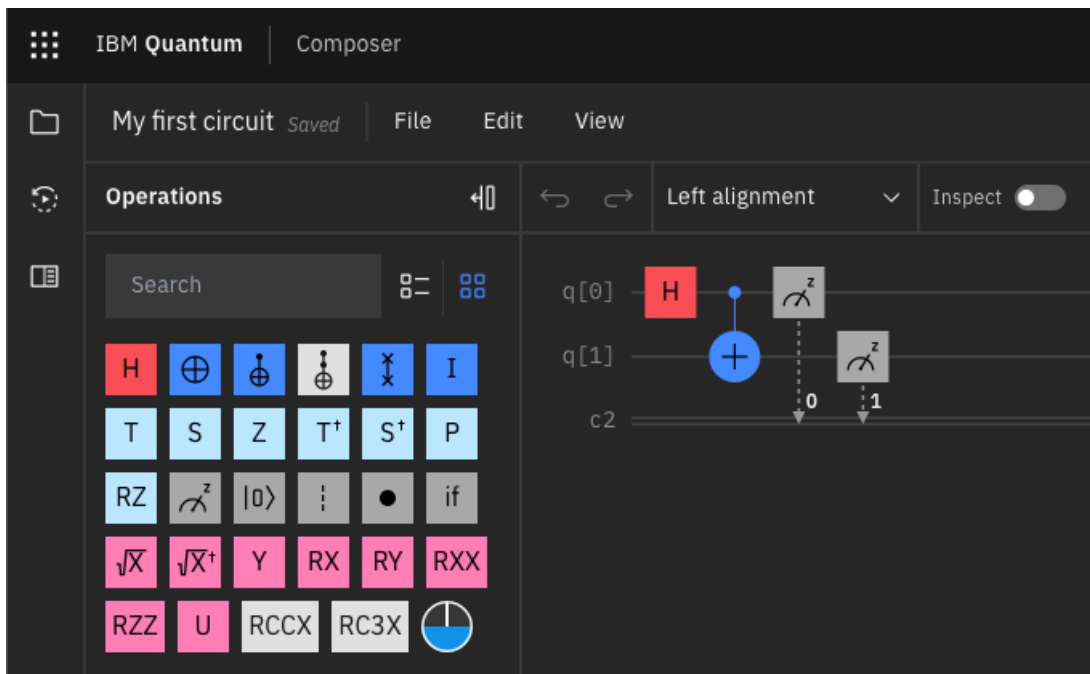 IBM Quantum Composer
My first circuit Saved File Edit View
Operations Left alignment Inspect
Search
q[0] H z
q[1] + z
0 1
c2
H I
T S Z T† S† P
RZ z |0⟩ if
√X √X† Y RX RY RXX
RZZ U RCCX RC3X